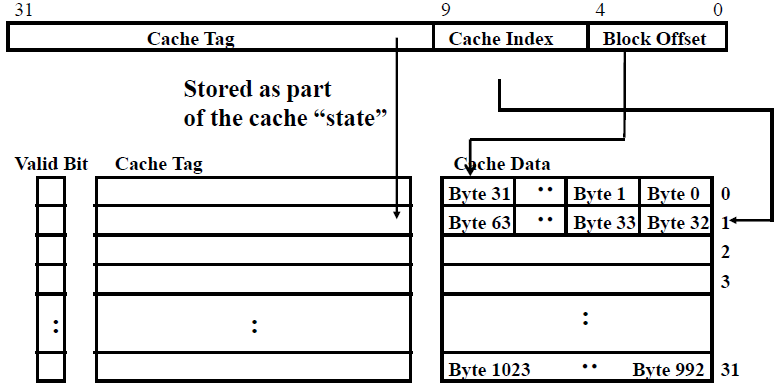 31 9 4 0
Cache Tag Cache Index Block Offset
Stored as part
of the cache “state”
Valid Bit Cache Tag Cache Data
Byte 31 ·· Byte 1 Byte 0 0
Byte 63 ·· Byte 33 Byte 32 1
2
3
: : :
Byte 1023 ·· Byte 992 31